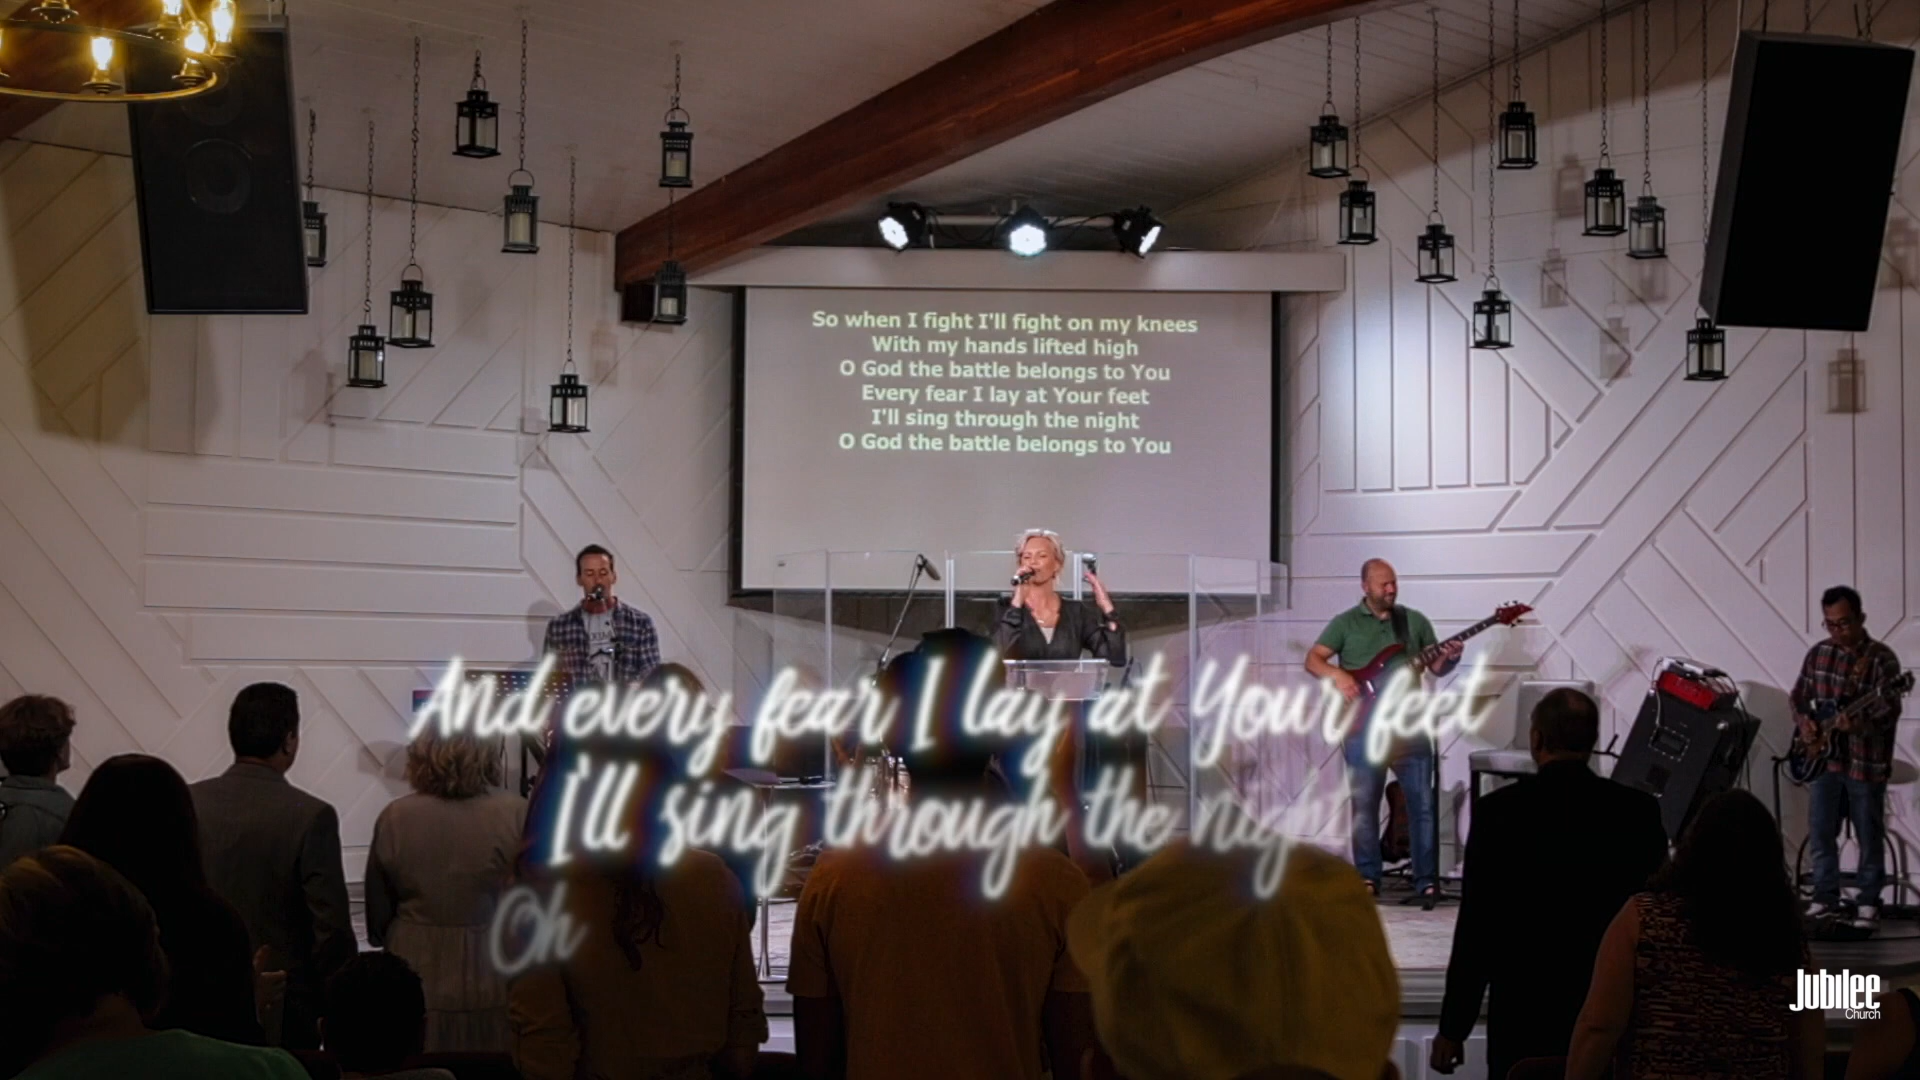 So when I fight I'll fight on my knees
With my hands lifted high
O God the battle belongs to You
Every fear I lay at Your feet
I'll sing through the night
O God the battle belongs to You
And every fear I lay at Your feet
I'll sing through the night
Oh
Jubilee
Church